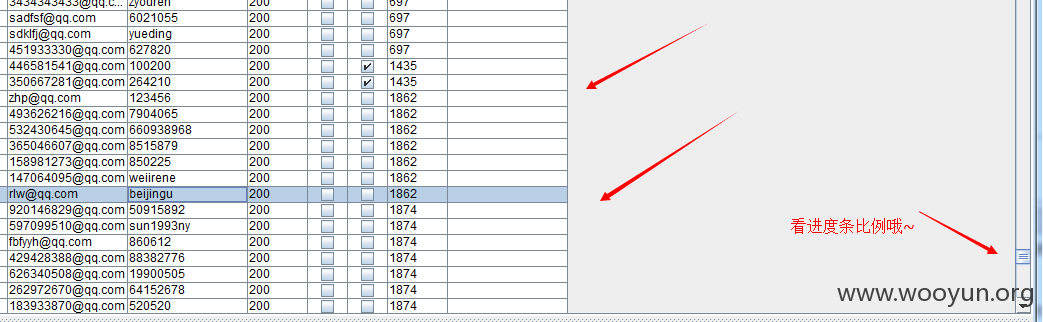 3434343433@qq.c... zyouren 200 697
sadfsf@qq.com 6021055 200 697
sdklfj@qq.com yueding 200 697
451933330@qq.com 627820 200 697
446581541@qq.com 100200 200 1435
350667281@qq.com 264210 200 1435
zhp@qq.com 123456 200 1862
493626216@qq.com 7904065 200 1862
532430645@qq.com 660938968 200 1862
365046607@qq.com 8515879 200 1862
158981273@qq.com 850225 200 1862
147064095@qq.com weiirene 200 1862
rlw@qq.com beijingu 200 1862
920146829@qq.com 50915892 200 1874
597099510@qq.com sun1993ny 200 1874
fbfyyh@qq.com 860612 200 1874
429428388@qq.com 88382776 200 1874
626340508@qq.com 19900505 200 1874
262972670@qq.com 64152678 200 1874
183933870@qq.com 520520 200 1874
看进度条比例哦~
www.wooyun.org